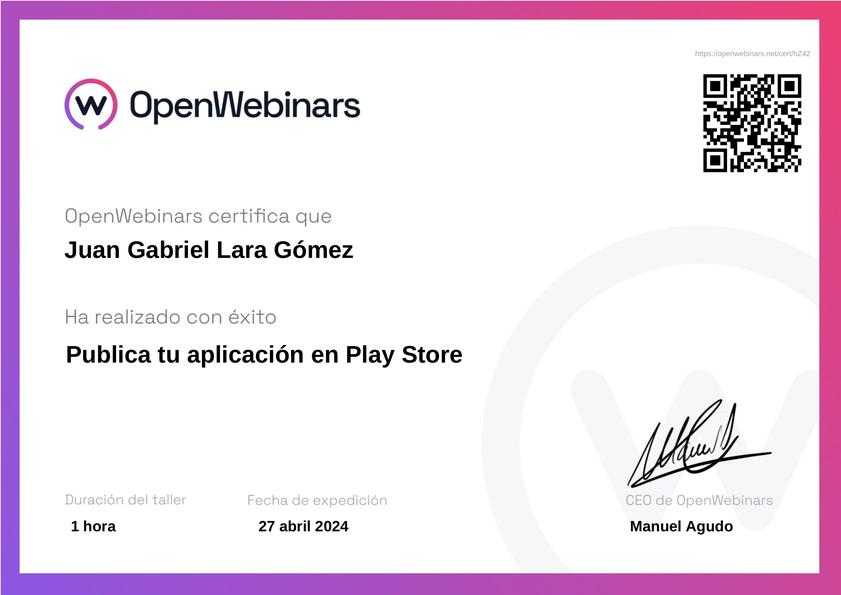 https://openwebinars.net/cert/hZ42
OpenWebinars
OpenWebinars certifica que
Juan Gabriel Lara Gómez
Ha realizado con éxito
Publica tu aplicación en Play Store
Duración del taller
Fecha de expedición
CEO de OpenWebinars
1 hora
27 abril 2024
Manuel Agudo